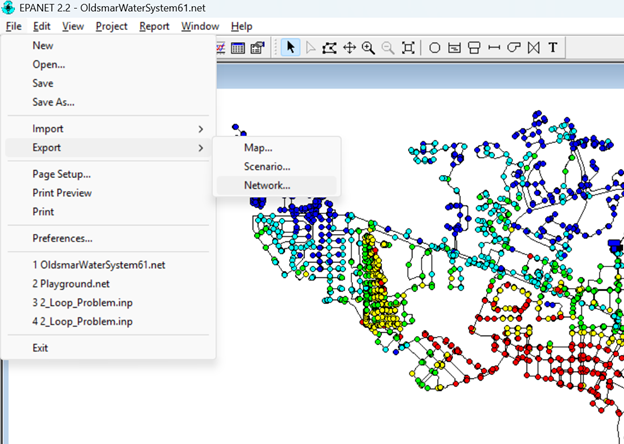 EPANET 2.2 - OldsmarWaterSystem61.net
File Edit View Project Report Window Help
New
Open...
Save
Save As...
Import
Export
Map...
Scenario...
Network...
Page Setup...
Print Preview
Print
Preferences...
1 OldsmarWaterSystem61.net
2 Playground.net
3 2_Loop_Problem.inp
4 2_Loop_Problem.inp
Exit
T